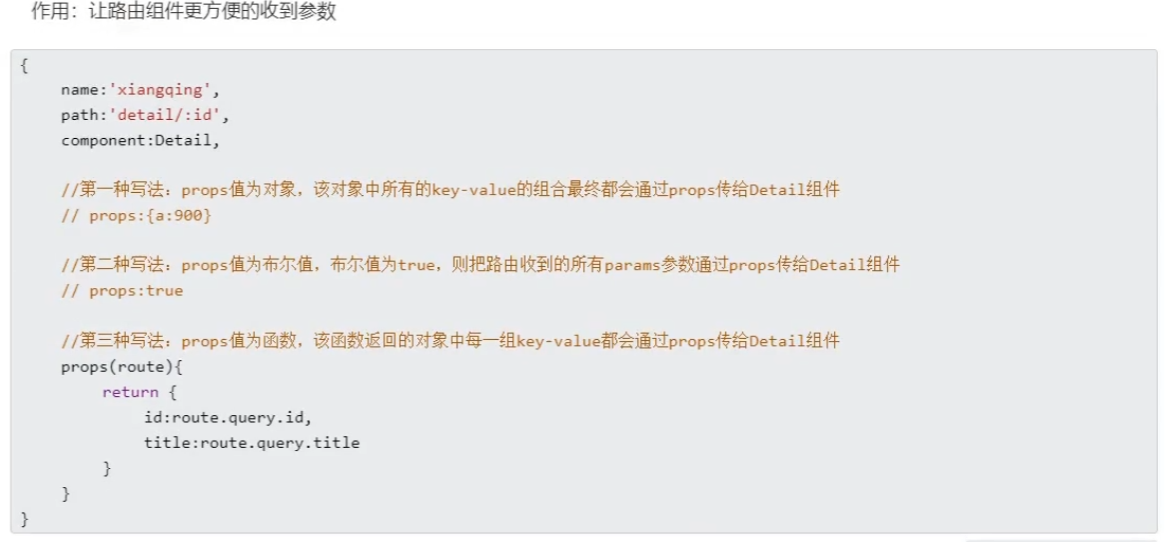 作用：让路由组件更方便的收到参数
{
    name:'xiangqing',
    path:'detail/:id',
    component:Detail,
    //第一种写法：props值为对象，该对象中所有的key-value的组合最终都会通过props传给Detail组件
    // props:{a:900}
    //第二种写法：props值为布尔值，布尔值为true，则把路由收到的所有params参数通过props传给Detail组件
    // props:true
    //第三种写法：props值为函数，该函数返回的对象中每一组key-value都会通过props传给Detail组件
    props(route){
        return {
            id:route.query.id,
            title:route.query.title
        }
    }
}